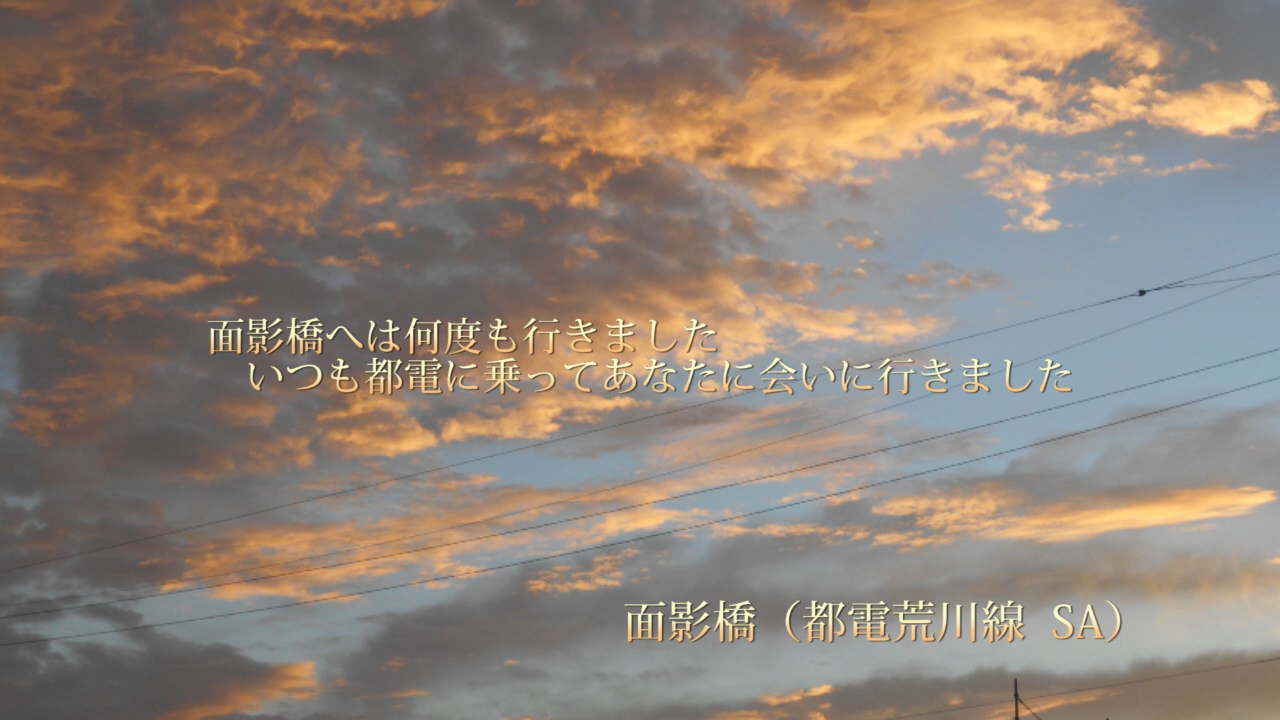 面影橋へは何度も行きました
いつも都電に乗ってあなたに会いに行きました
面影橋（都電荒川線 SA）